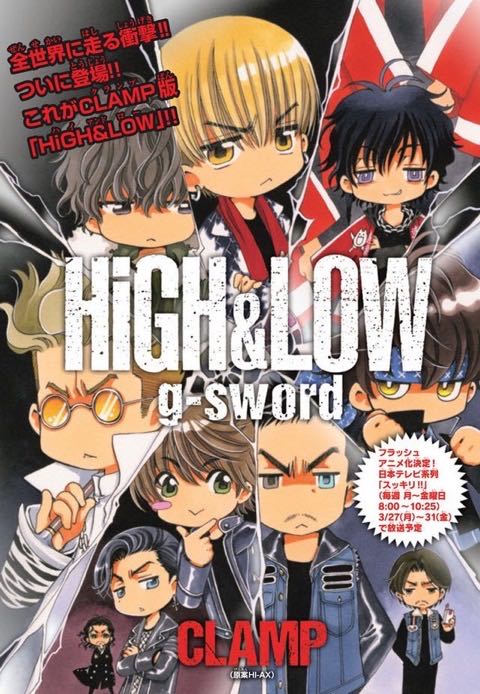 全世界に走る衝撃!!
ついに登場!!
これがCLAMP版
「HiGH&LOW」!!
HiGH&LOW
g-sword
フラッシュ
アニメ化決定!
日本テレビ系列
「スッキリ!!」
(毎週 月～金曜日
8:00～10:25)
3/27(月)～31(金)
で放送予定
CLAMP
(原案HI-AX)